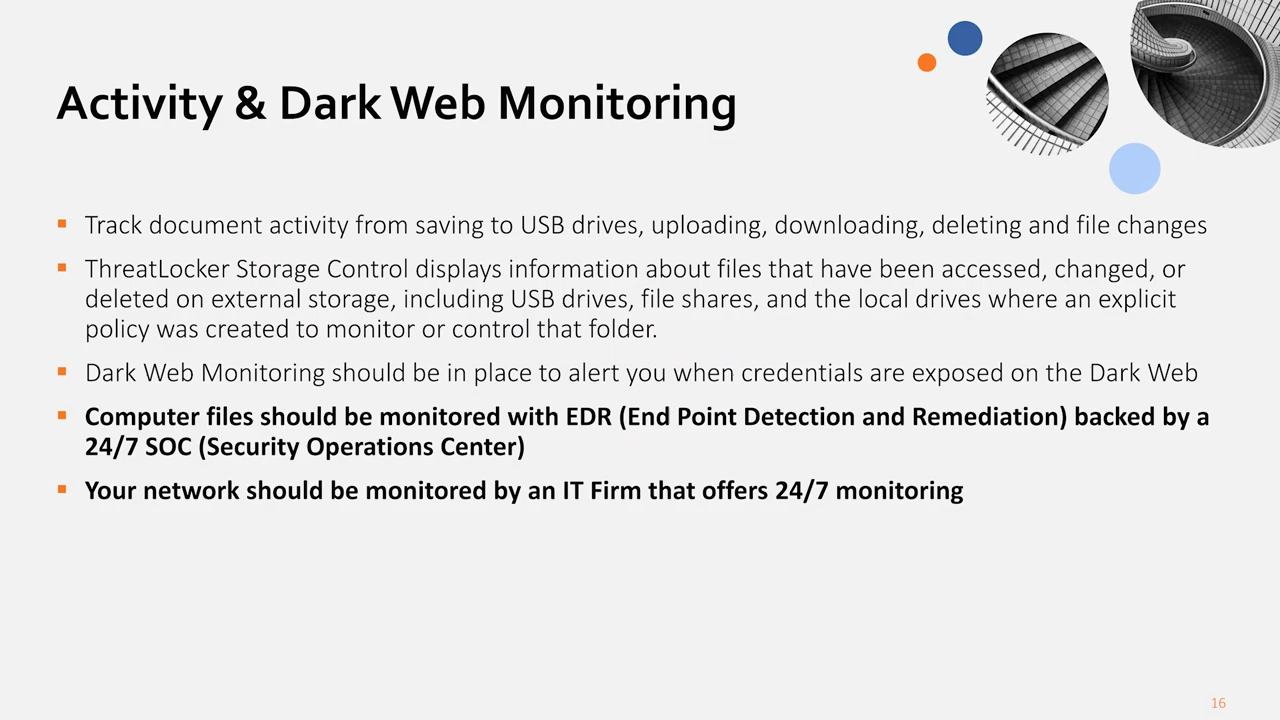 Activity & Dark Web Monitoring
Track document activity from saving to USB drives, uploading, downloading, deleting and file changes
ThreatLocker Storage Control displays information about files that have been accessed, changed, or
deleted on external storage, including USB drives, file shares, and the local drives where an explicit
policy was created to monitor or control that folder.
Dark Web Monitoring should be in place to alert you when credentials are exposed on the Dark Web
Computer files should be monitored with EDR (End Point Detection and Remediation) backed by a
24/7 SOC (Security Operations Center)
Your network should be monitored by an IT Firm that offers 24/7 monitoring
16